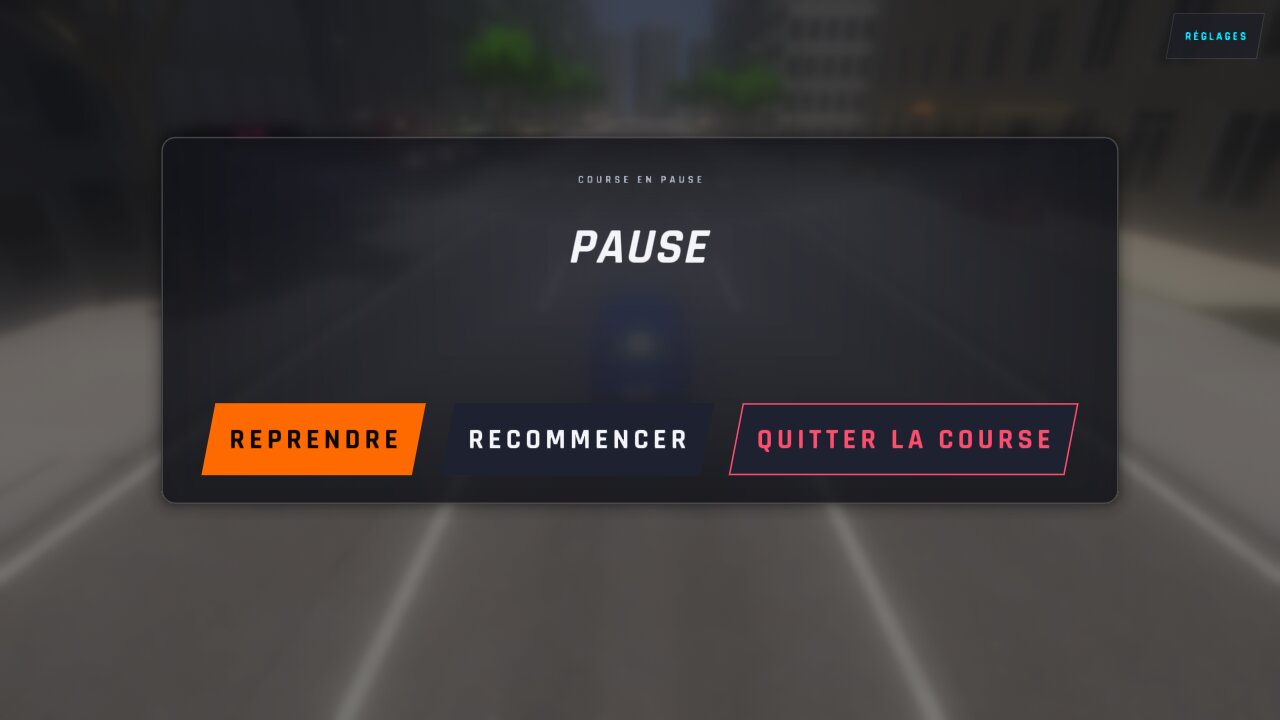 RÉGLAGES
COURSE EN PAUSE
PAUSE
REPRENDRE
RECOMMENCER
QUITTER LA COURSE